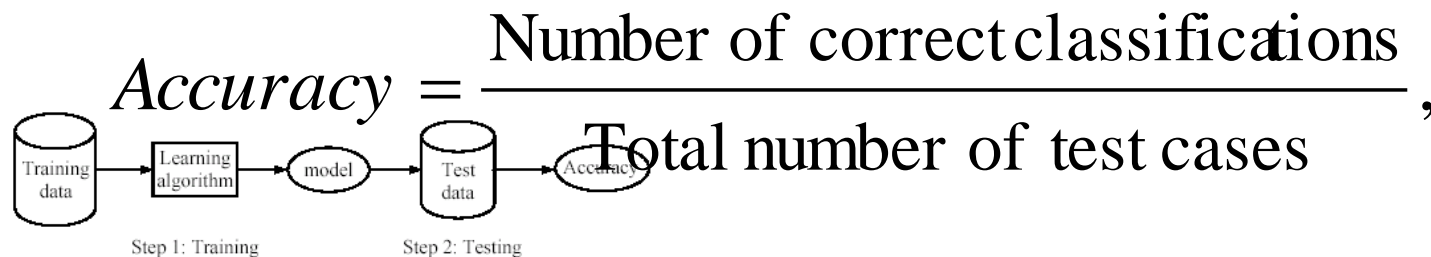 Accuracy = Number of correct classifications
Total number of test cases ,
Training data
Learning algorithm
model
Test data
Accuracy
Step 1: Training
Step 2: Testing